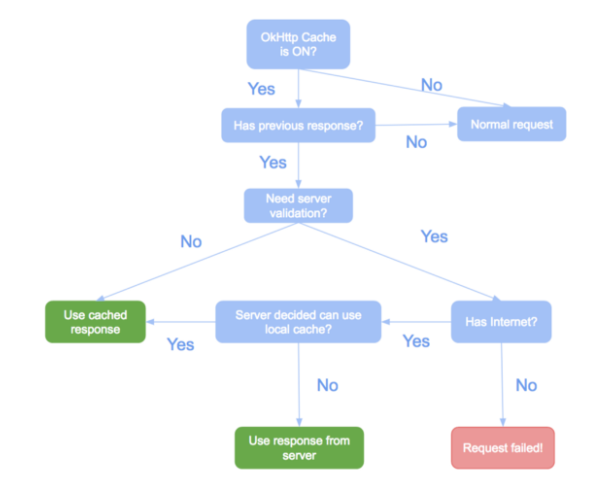 OkHttp Cache
is ON?
Yes
No
Has previous response?
No
Normal request
Yes
Need server
validation?
No
Yes
Use cached
response
Yes
Server decided can use
local cache?
Yes
Has Internet?
No
No
Use response from
server
Request failed!